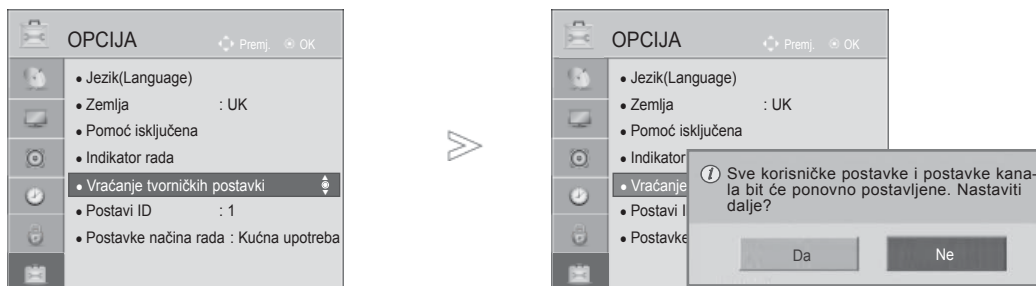 OPCIJA
Premj. OK
Jezik(Language)
Zemlja : UK
Pomoć isključena
Indikator rada
Vraćanje tvorničkih postavki
Postavi ID : 1
Postavke načina rada : Kućna upotreba
OPCIJA
Premj. OK
Jezik(Language)
Zemlja : UK
Pomoć isključena
Indikator
Vraćanje
Postavi I
Postavke
Sve korisničke postavke i postavke kana-
la bit će ponovno postavljene. Nastaviti
dalje?
Da
Ne